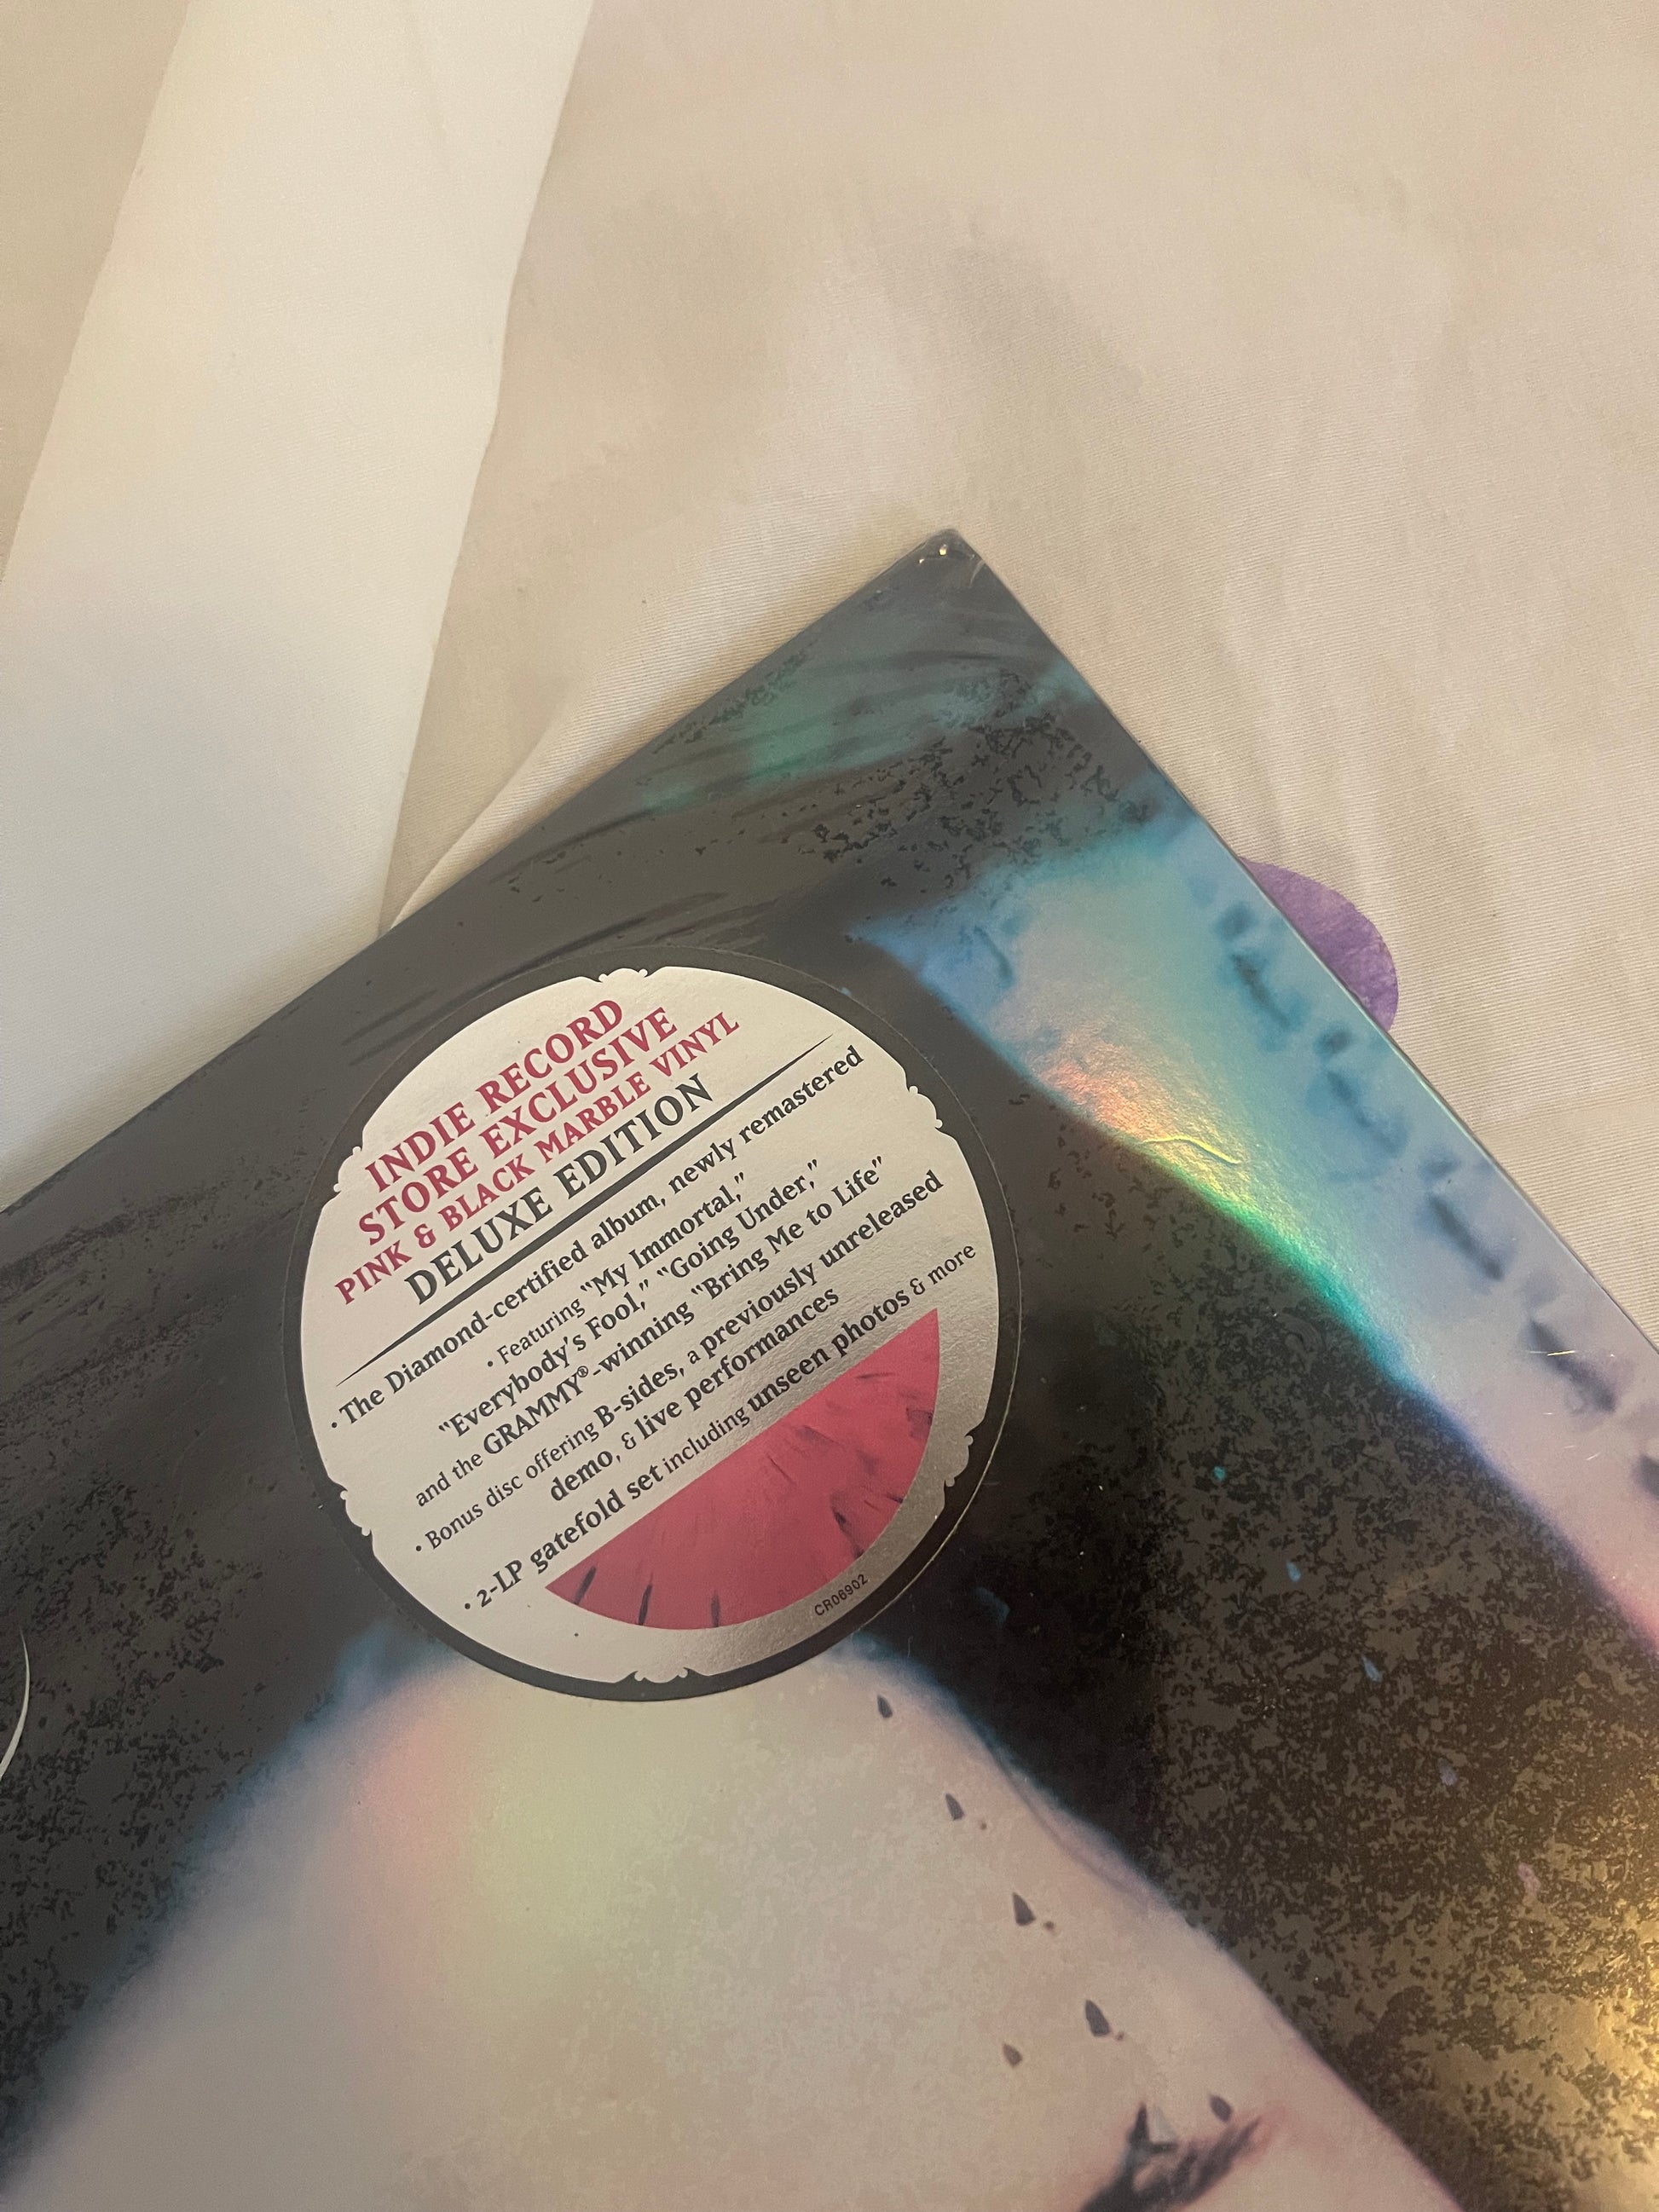 INDIE RECORD
STORE EXCLUSIVE
PINK & BLACK MARBLE VINYL
DELUXE EDITION
• The Diamond-certified album, newly remastered
• Featuring “My Immortal,”
“Everybody’s Fool,” “Going Under,”
and the GRAMMY®-winning “Bring Me to Life”
• Bonus disc offering B-sides, a previously unreleased
demo, & live performances
• 2-LP gatefold set including unseen photos & more
CR06902